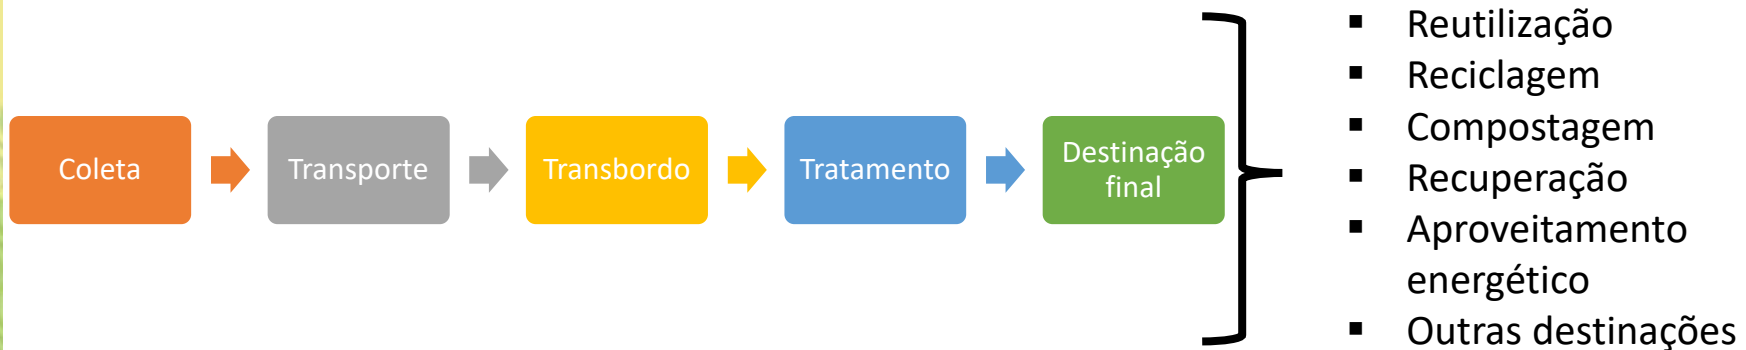 Coleta
Transporte
Transbordo
Tratamento
Destinação
final
▪ Reutilização
▪ Reciclagem
▪ Compostagem
▪ Recuperação
▪ Aproveitamento
energético
▪ Outras destinações